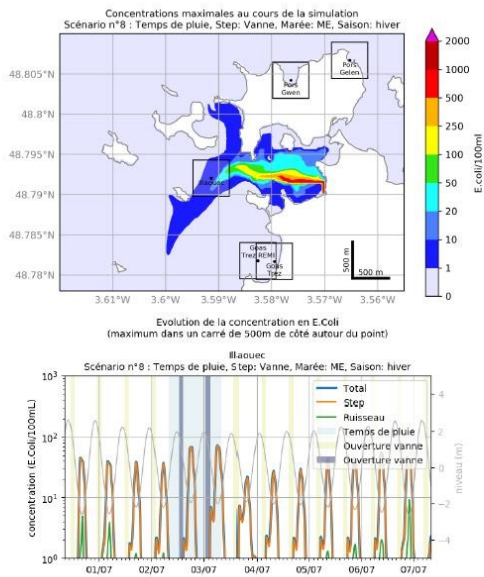 Concentrations maximales au cours de la simulation
Scénario n°8 : Temps de pluie, Step: Vanne, Marée: ME, Saison: hiver
48.805°N
48.8°N
48.795°N
48.79°N
48.785°N
48.78°N
3.61°W
3.6°W
3.59°W
3.58°W
3.57°W
3.56°W
Pors
Gelen
Pors
Gwen
Illaouec
Goas
Trez REMI
Goas
Trez
500 m
500 m
2000
1000
500
250
100
50
20
10
1
0
E.coli/100ml
Evolution de la concentration en E.Coli
(maximum dans un carré de 500m de côté autour du point)
Illaouec
Scénario n°8 : Temps de pluie, Step: Vanne, Marée: ME, Saison: hiver
concentration (E.Coli/100mL)
10³
10²
10¹
10⁰
Total
Step
Ruisseau
Temps de pluie
Ouverture vanne
Ouverture vanne
4
2
0
−2
−4
niveau (m)
01/07
02/07
03/07
04/07
05/07
06/07
07/07